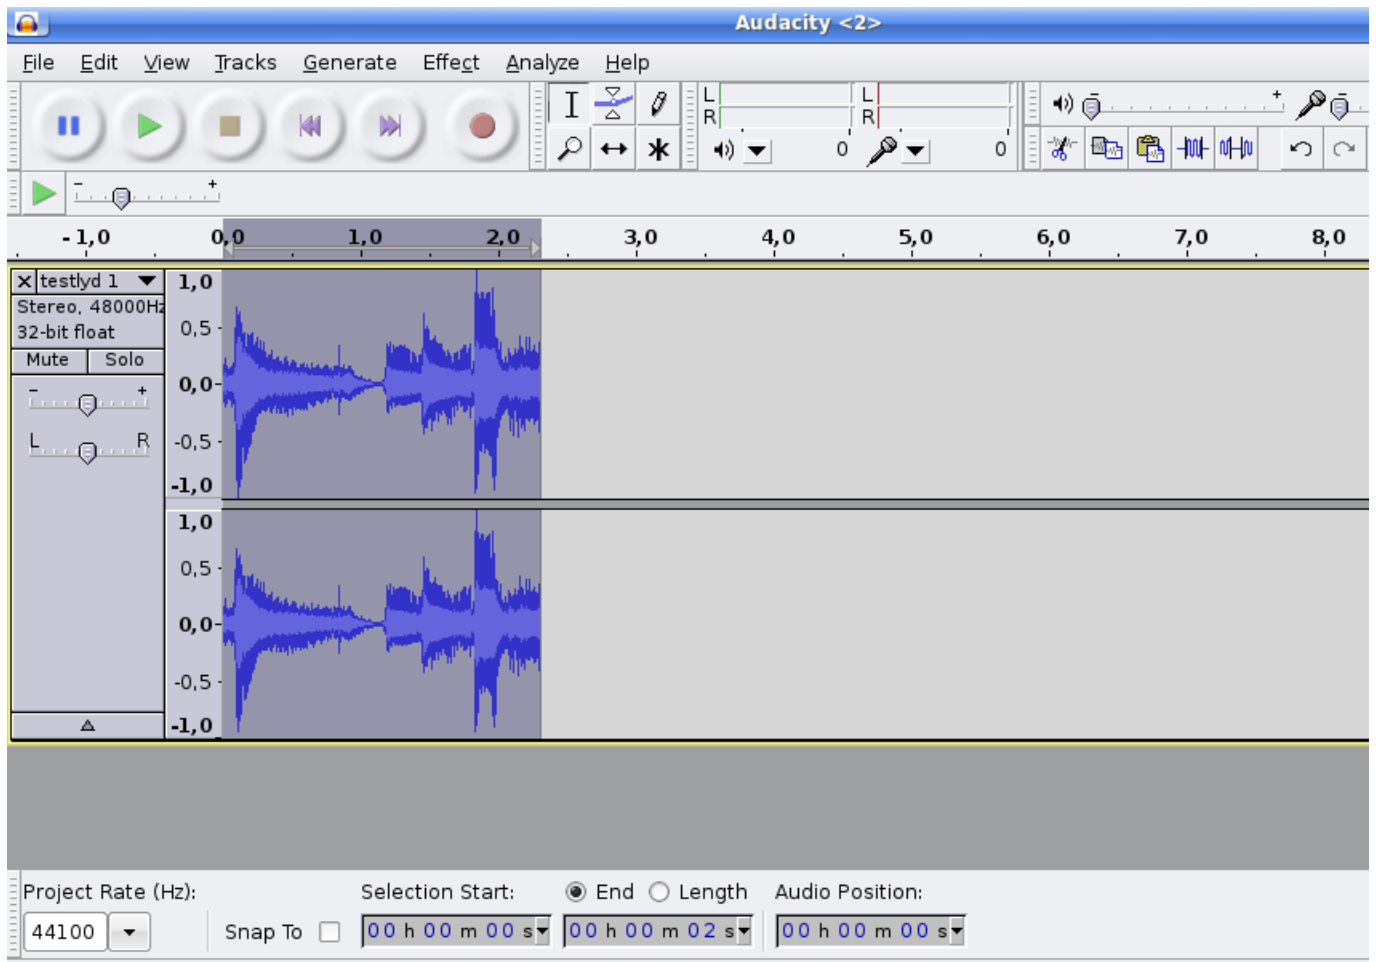 Audacity <2>
File Edit View Tracks Generate Effect Analyze Help
L R L R
0 0
- +
- +
- 1,0 0,0 1,0 2,0 3,0 4,0 5,0 6,0 7,0 8,0
testlyd 1
Stereo, 48000Hz
32-bit float
Mute Solo
- +
L R
1,0
0,5
0,0
-0,5
-1,0
1,0
0,5
0,0
-0,5
-1,0
Project Rate (Hz): Selection Start: End Length Audio Position:
44100 Snap To 00 h 00 m 00 s 00 h 00 m 02 s 00 h 00 m 00 s